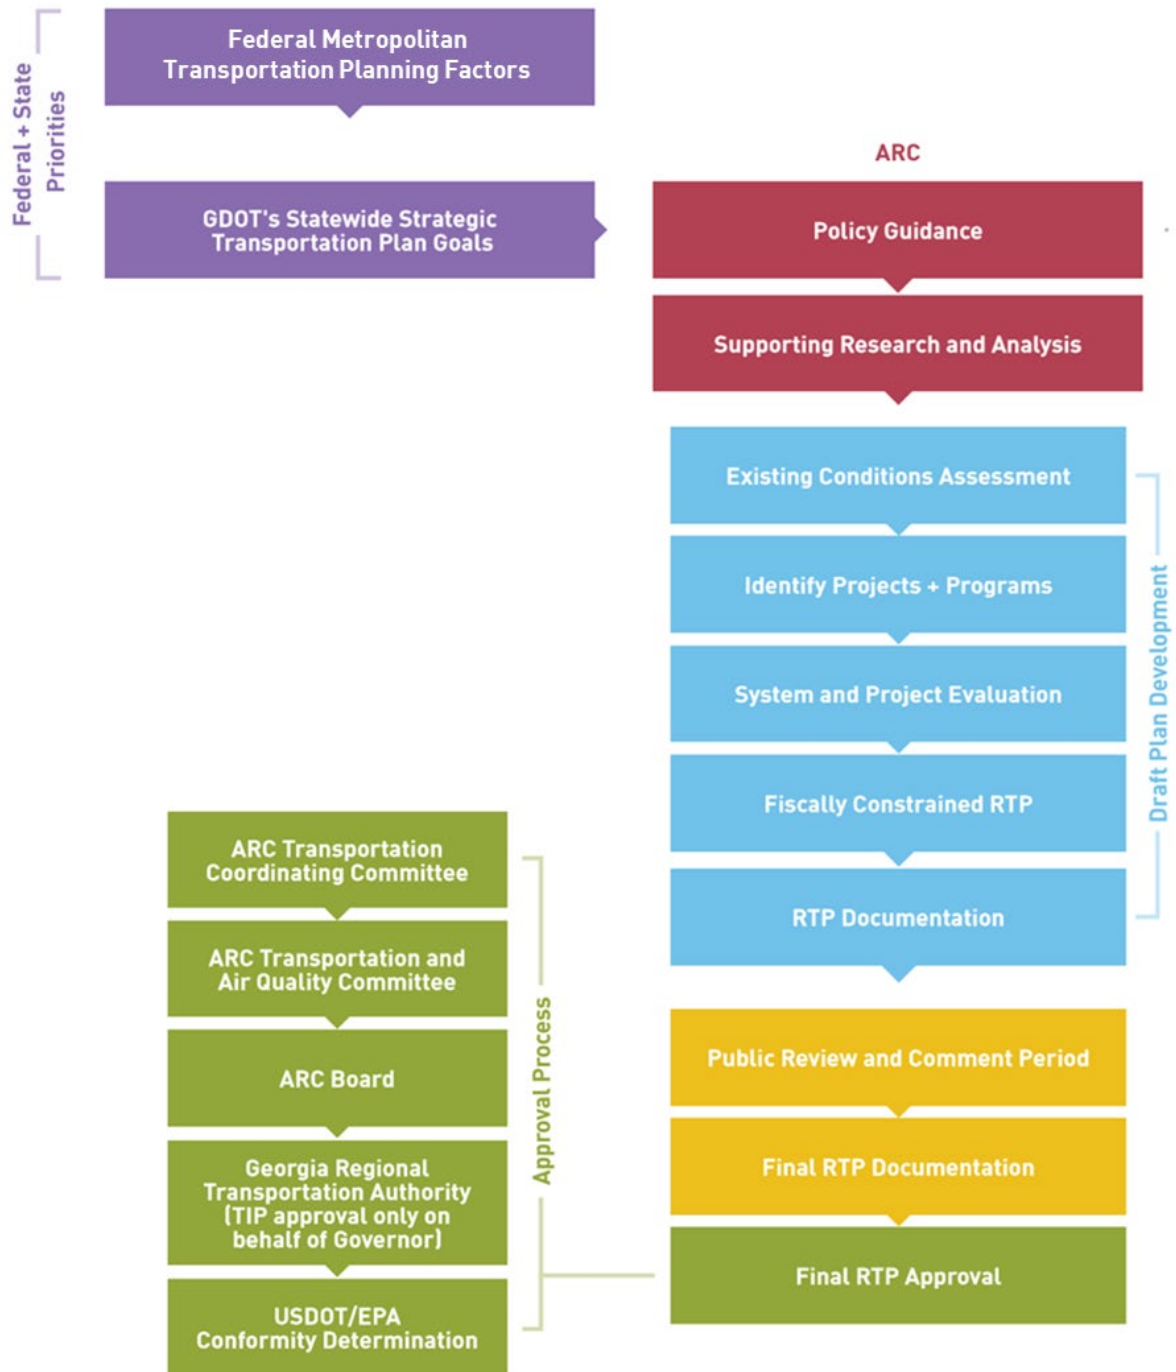 Federal + State
Priorities
Federal Metropolitan
Transportation Planning Factors
GDOT's Statewide Strategic
Transportation Plan Goals
ARC
Policy Guidance
Supporting Research and Analysis
Existing Conditions Assessment
Identify Projects + Programs
System and Project Evaluation
Fiscally Constrained RTP
RTP Documentation
Draft Plan Development
Public Review and Comment Period
Final RTP Documentation
Final RTP Approval
Approval Process
ARC Transportation
Coordinating Committee
ARC Transportation and
Air Quality Committee
ARC Board
Georgia Regional
Transportation Authority
(TIP approval only on
behalf of Governor)
USDOT/EPA
Conformity Determination